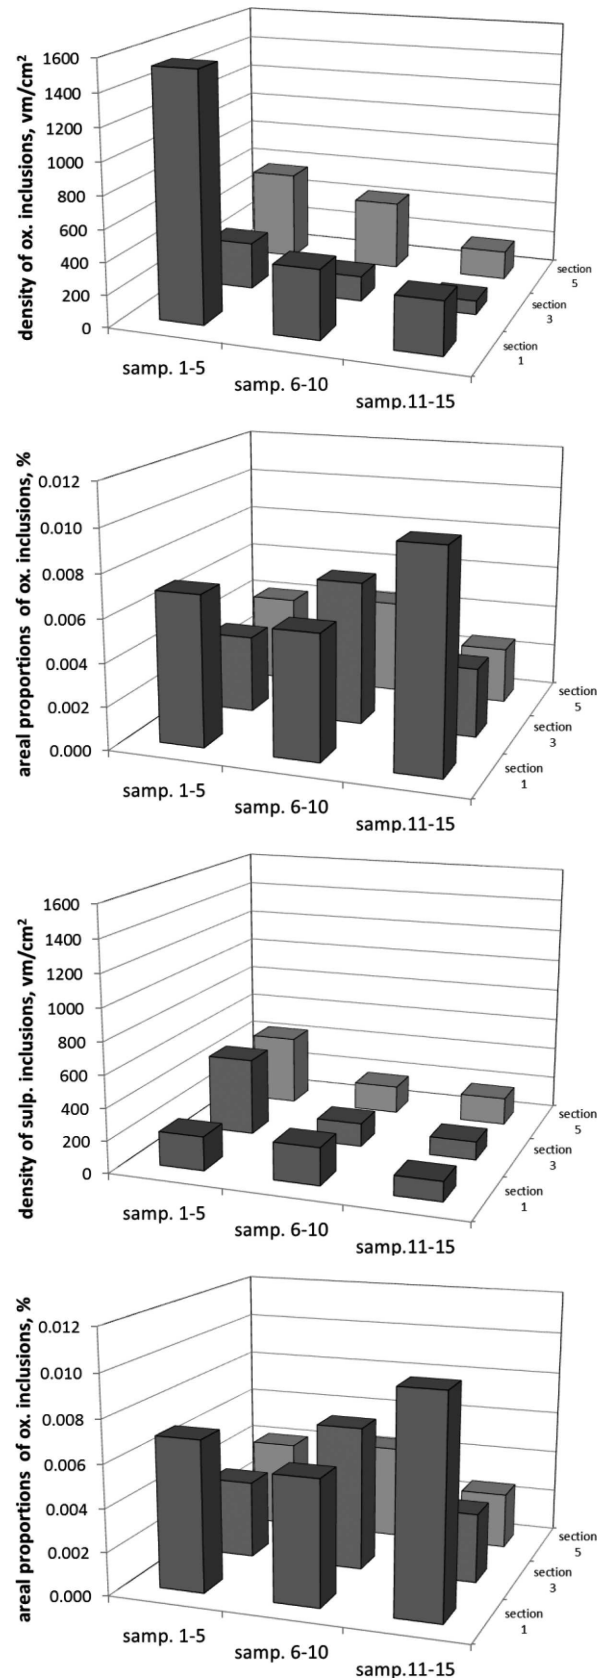 density of ox. inclusions, vm/cm²
1600
1400
1200
1000
800
600
400
200
0
samp. 1-5
samp. 6-10
samp.11-15
section
1
section
3
section
5
areal proportions of ox. inclusions, %
0.012
0.010
0.008
0.006
0.004
0.002
0.000
samp. 1-5
samp. 6-10
samp.11-15
section
1
section
3
section
5
density of sulp. inclusions, vm/cm²
1600
1400
1200
1000
800
600
400
200
0
samp. 1-5
samp. 6-10
samp.11-15
section
1
section
3
section
5
areal proportions of ox. inclusions, %
0.012
0.010
0.008
0.006
0.004
0.002
0.000
samp. 1-5
samp. 6-10
samp.11-15
section
1
section
3
section
5